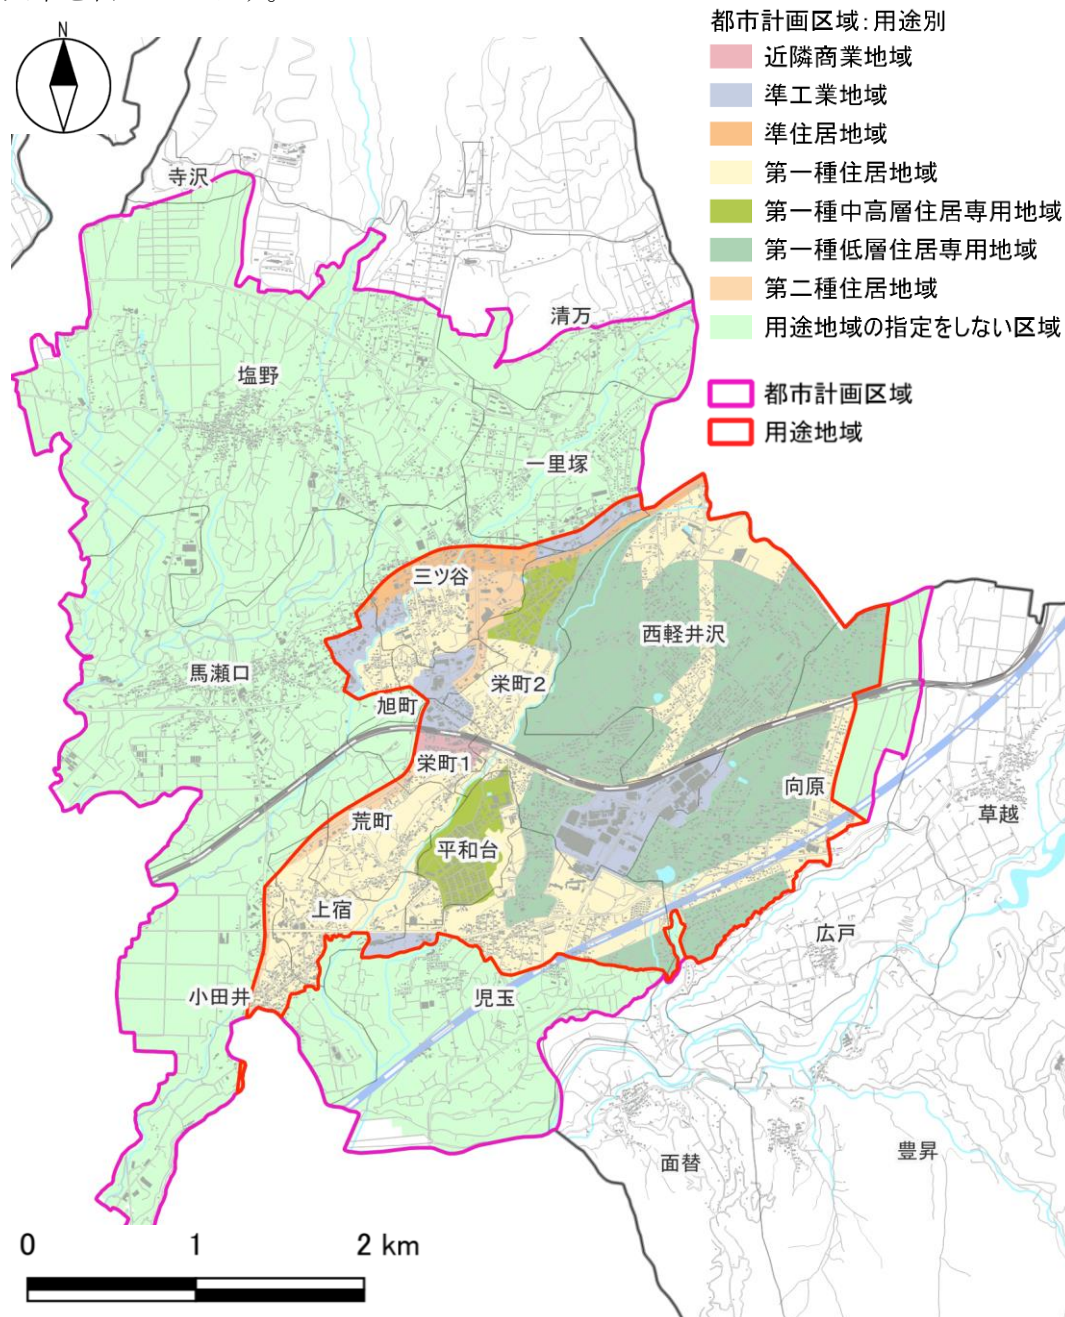 都市計画区域：用途別
近隣商業地域
準工業地域
準住居地域
第一種住居地域
第一種中高層住居専用地域
第一種低層住居専用地域
第二種住居地域
用途地域の指定をしない区域
都市計画区域
用途地域
N
寺沢
清万
塩野
一里塚
三ツ谷
西軽井沢
馬瀬口
栄町2
旭町
栄町1
向原
草越
荒町
平和台
上宿
広戸
小田井
児玉
豊昇
面替
0 1 2 km